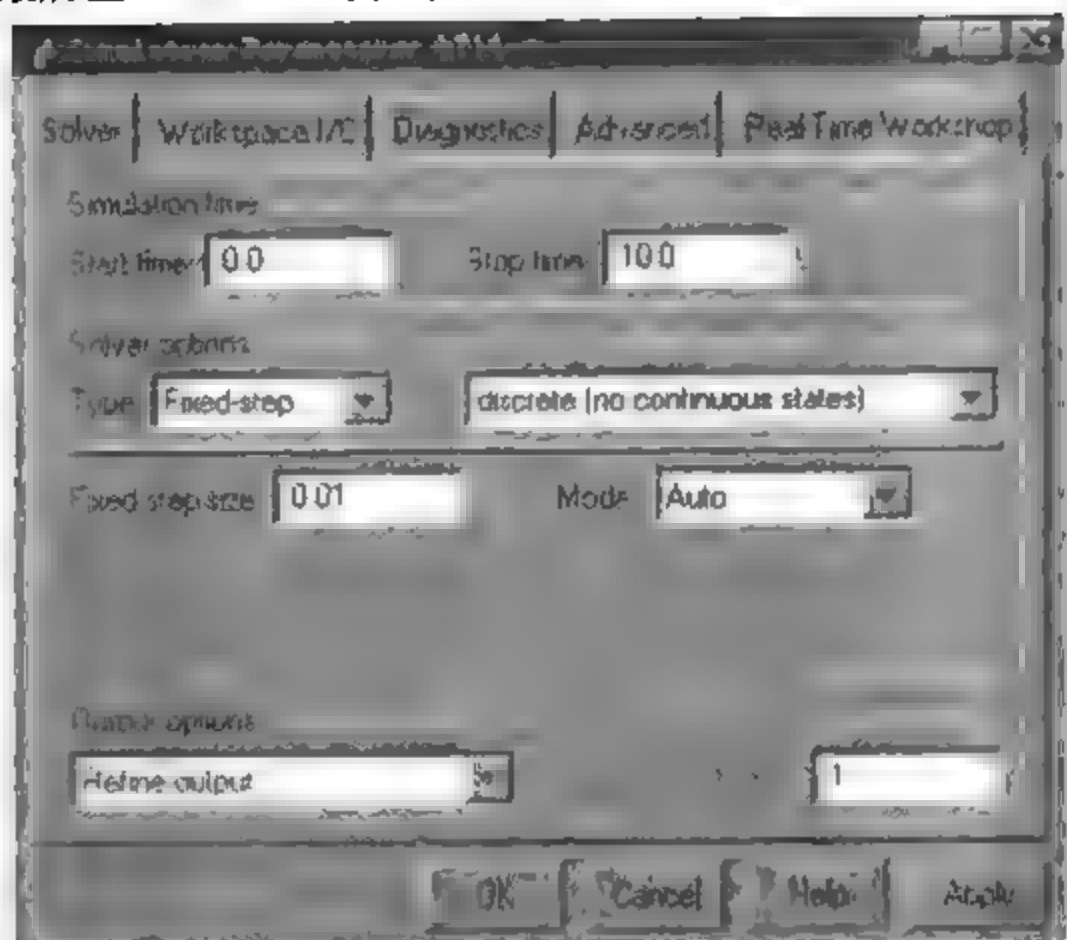 Solver Workspace I/O Diagnostics Advanced Real-Time Workshop
Simulation time
Start time: 0.0 Stop time: 10.0
Solver options
Type: Fixed-step discrete (no continuous states)
Fixed step size: 0.01 Mode: Auto
Output options
Refine output 1
OK Cancel Help Apply